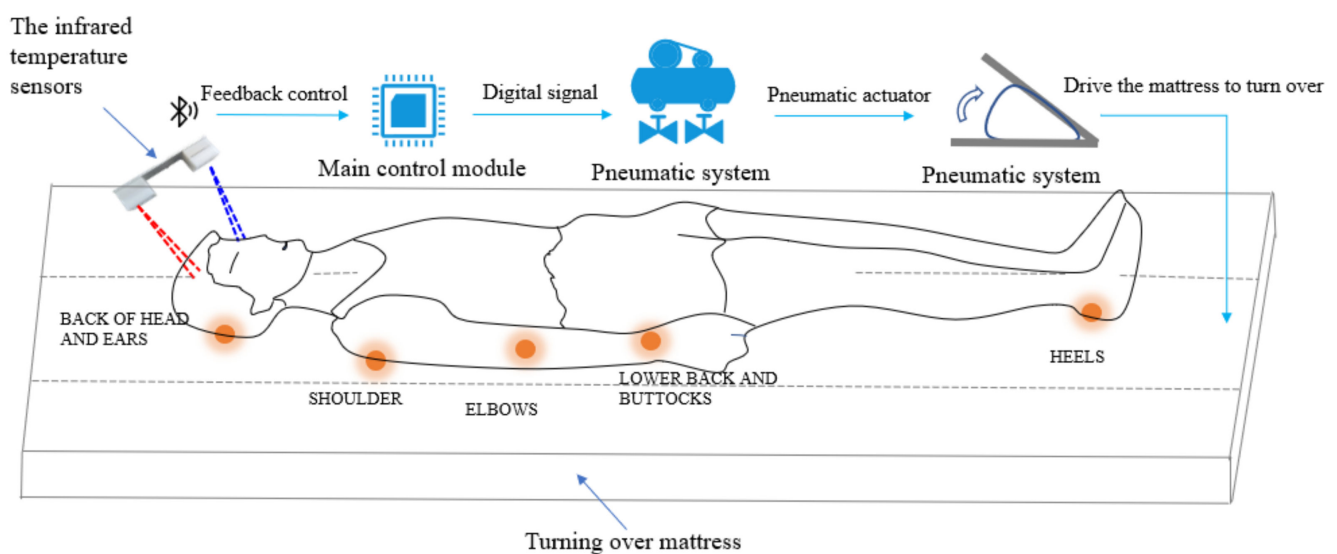 The infrared
temperature
sensors
Feedback control
Digital signal
Pneumatic actuator
Drive the mattress to turn over
Main control module
Pneumatic system
Pneumatic system
BACK OF HEAD
AND EARS
SHOULDER
ELBOWS
LOWER BACK AND
BUTTOCKS
HEELS
Turning over mattress